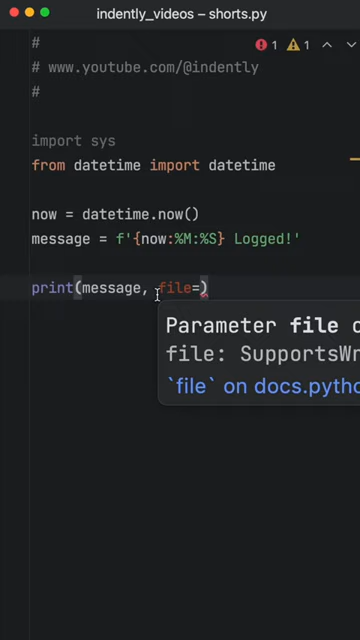 indently_videos – shorts.py
#
1 1
# www.youtube.com/@indently
#
import sys
from datetime import datetime
now = datetime.now()
message = f'{now:%M:%S} Logged!'
print(message, file=)
Parameter file
file: SupportsWr
`file` on docs.pytho